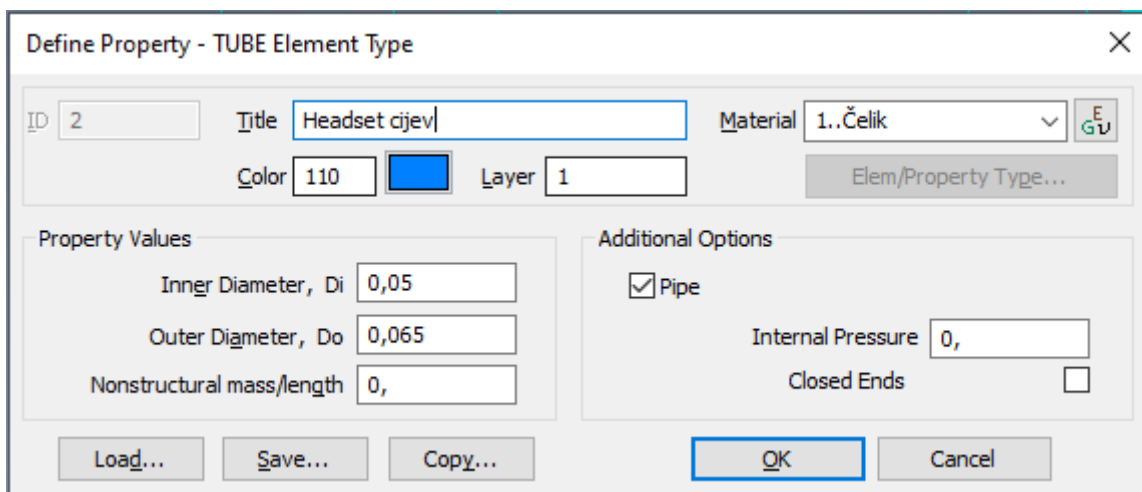 Define Property - TUBE Element Type
ID 2 Title Headset cijev Material 1..Čelik
Color 110 Layer 1 Elem/Property Type...
Property Values
Inner Diameter, Di 0,05
Outer Diameter, Do 0,065
Nonstructural mass/length 0,
Additional Options
Pipe
Internal Pressure 0,
Closed Ends
Load... Save... Copy... OK Cancel